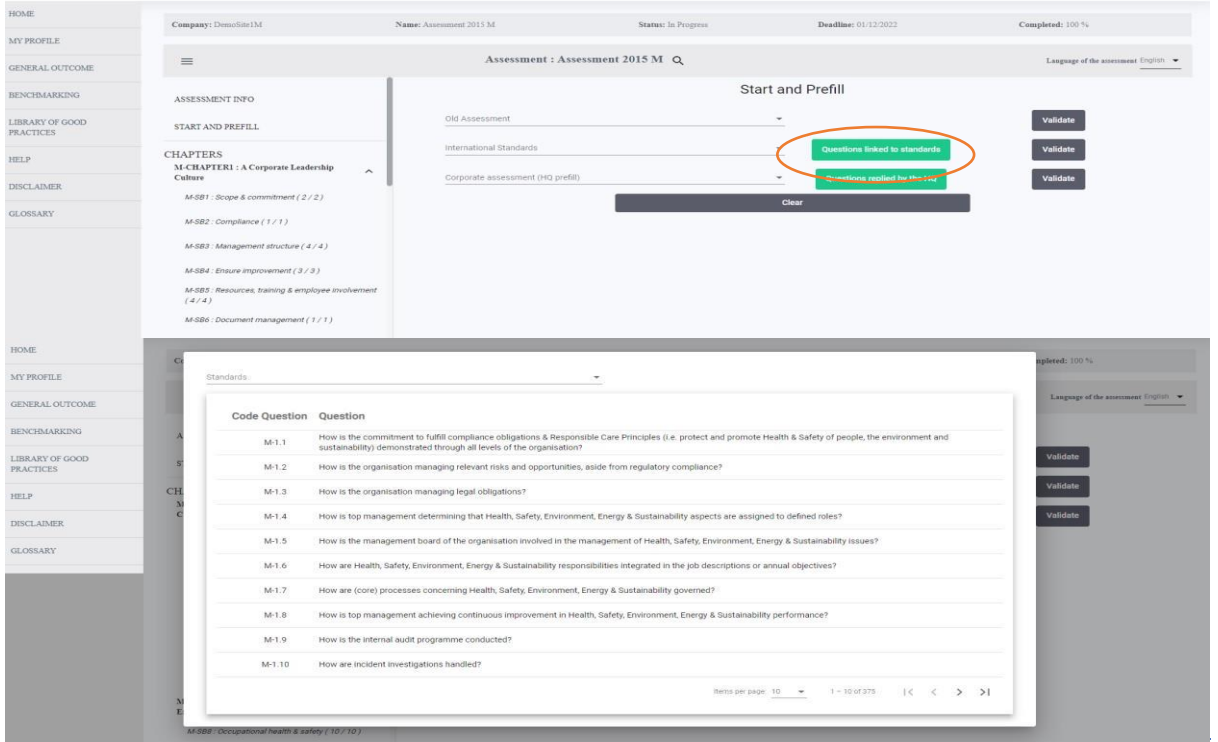 HOME
MY PROFILE
GENERAL OUTCOME
BENCHMARKING
LIBRARY OF GOOD
PRACTICES
HELP
DISCLAIMER
GLOSSARY
Company: DemoSite1M
Name: Assessment 2015 M
Status: In Progress
Deadline: 01/12/2022
Completed: 100 %
Assessment : Assessment 2015 M
Language of the assessment English
ASSESSMENT INFO
START AND PREFILL
CHAPTERS
M-CHAPTER1 : A Corporate Leadership
Culture
M-SB1 : Scope & commitment ( 2 / 2 )
M-SB2 : Compliance ( 1 / 1 )
M-SB3 : Management structure ( 4 / 4 )
M-SB4 : Ensure improvement ( 3 / 3 )
M-SB5 : Resources, training & employee involvement
( 4 / 4 )
M-SB6 : Document management ( 1 / 1 )
Start and Prefill
Old Assessment
Validate
International Standards
Questions linked to standards
Validate
Corporate assessment (HQ prefill)
Questions replied by the HQ
Validate
Clear
HOME
MY PROFILE
GENERAL OUTCOME
BENCHMARKING
LIBRARY OF GOOD
PRACTICES
HELP
DISCLAIMER
GLOSSARY
100 %
Language of the assessment English
Validate
Validate
Validate
Standards
Code Question Question
M-1.1 How is the commitment to fulfill compliance obligations & Responsible Care Principles (i.e. protect and promote Health & Safety of people, the environment and
sustainability) demonstrated through all levels of the organisation?
M-1.2 How is the organisation managing relevant risks and opportunities, aside from regulatory compliance?
M-1.3 How is the organisation managing legal obligations?
M-1.4 How is top management determining that Health, Safety, Environment, Energy & Sustainability aspects are assigned to defined roles?
M-1.5 How is the management board of the organisation involved in the management of Health, Safety, Environment, Energy & Sustainability issues?
M-1.6 How are Health, Safety, Environment, Energy & Sustainability responsibilities integrated in the job descriptions or annual objectives?
M-1.7 How are (core) processes concerning Health, Safety, Environment, Energy & Sustainability governed?
M-1.8 How is top management achieving continuous improvement in Health, Safety, Environment, Energy & Sustainability performance?
M-1.9 How is the internal audit programme conducted?
M-1.10 How are incident investigations handled?
Items per page: 10 1 – 10 of 375
M-SB8 : Occupational health & safety ( 10 / 10 )